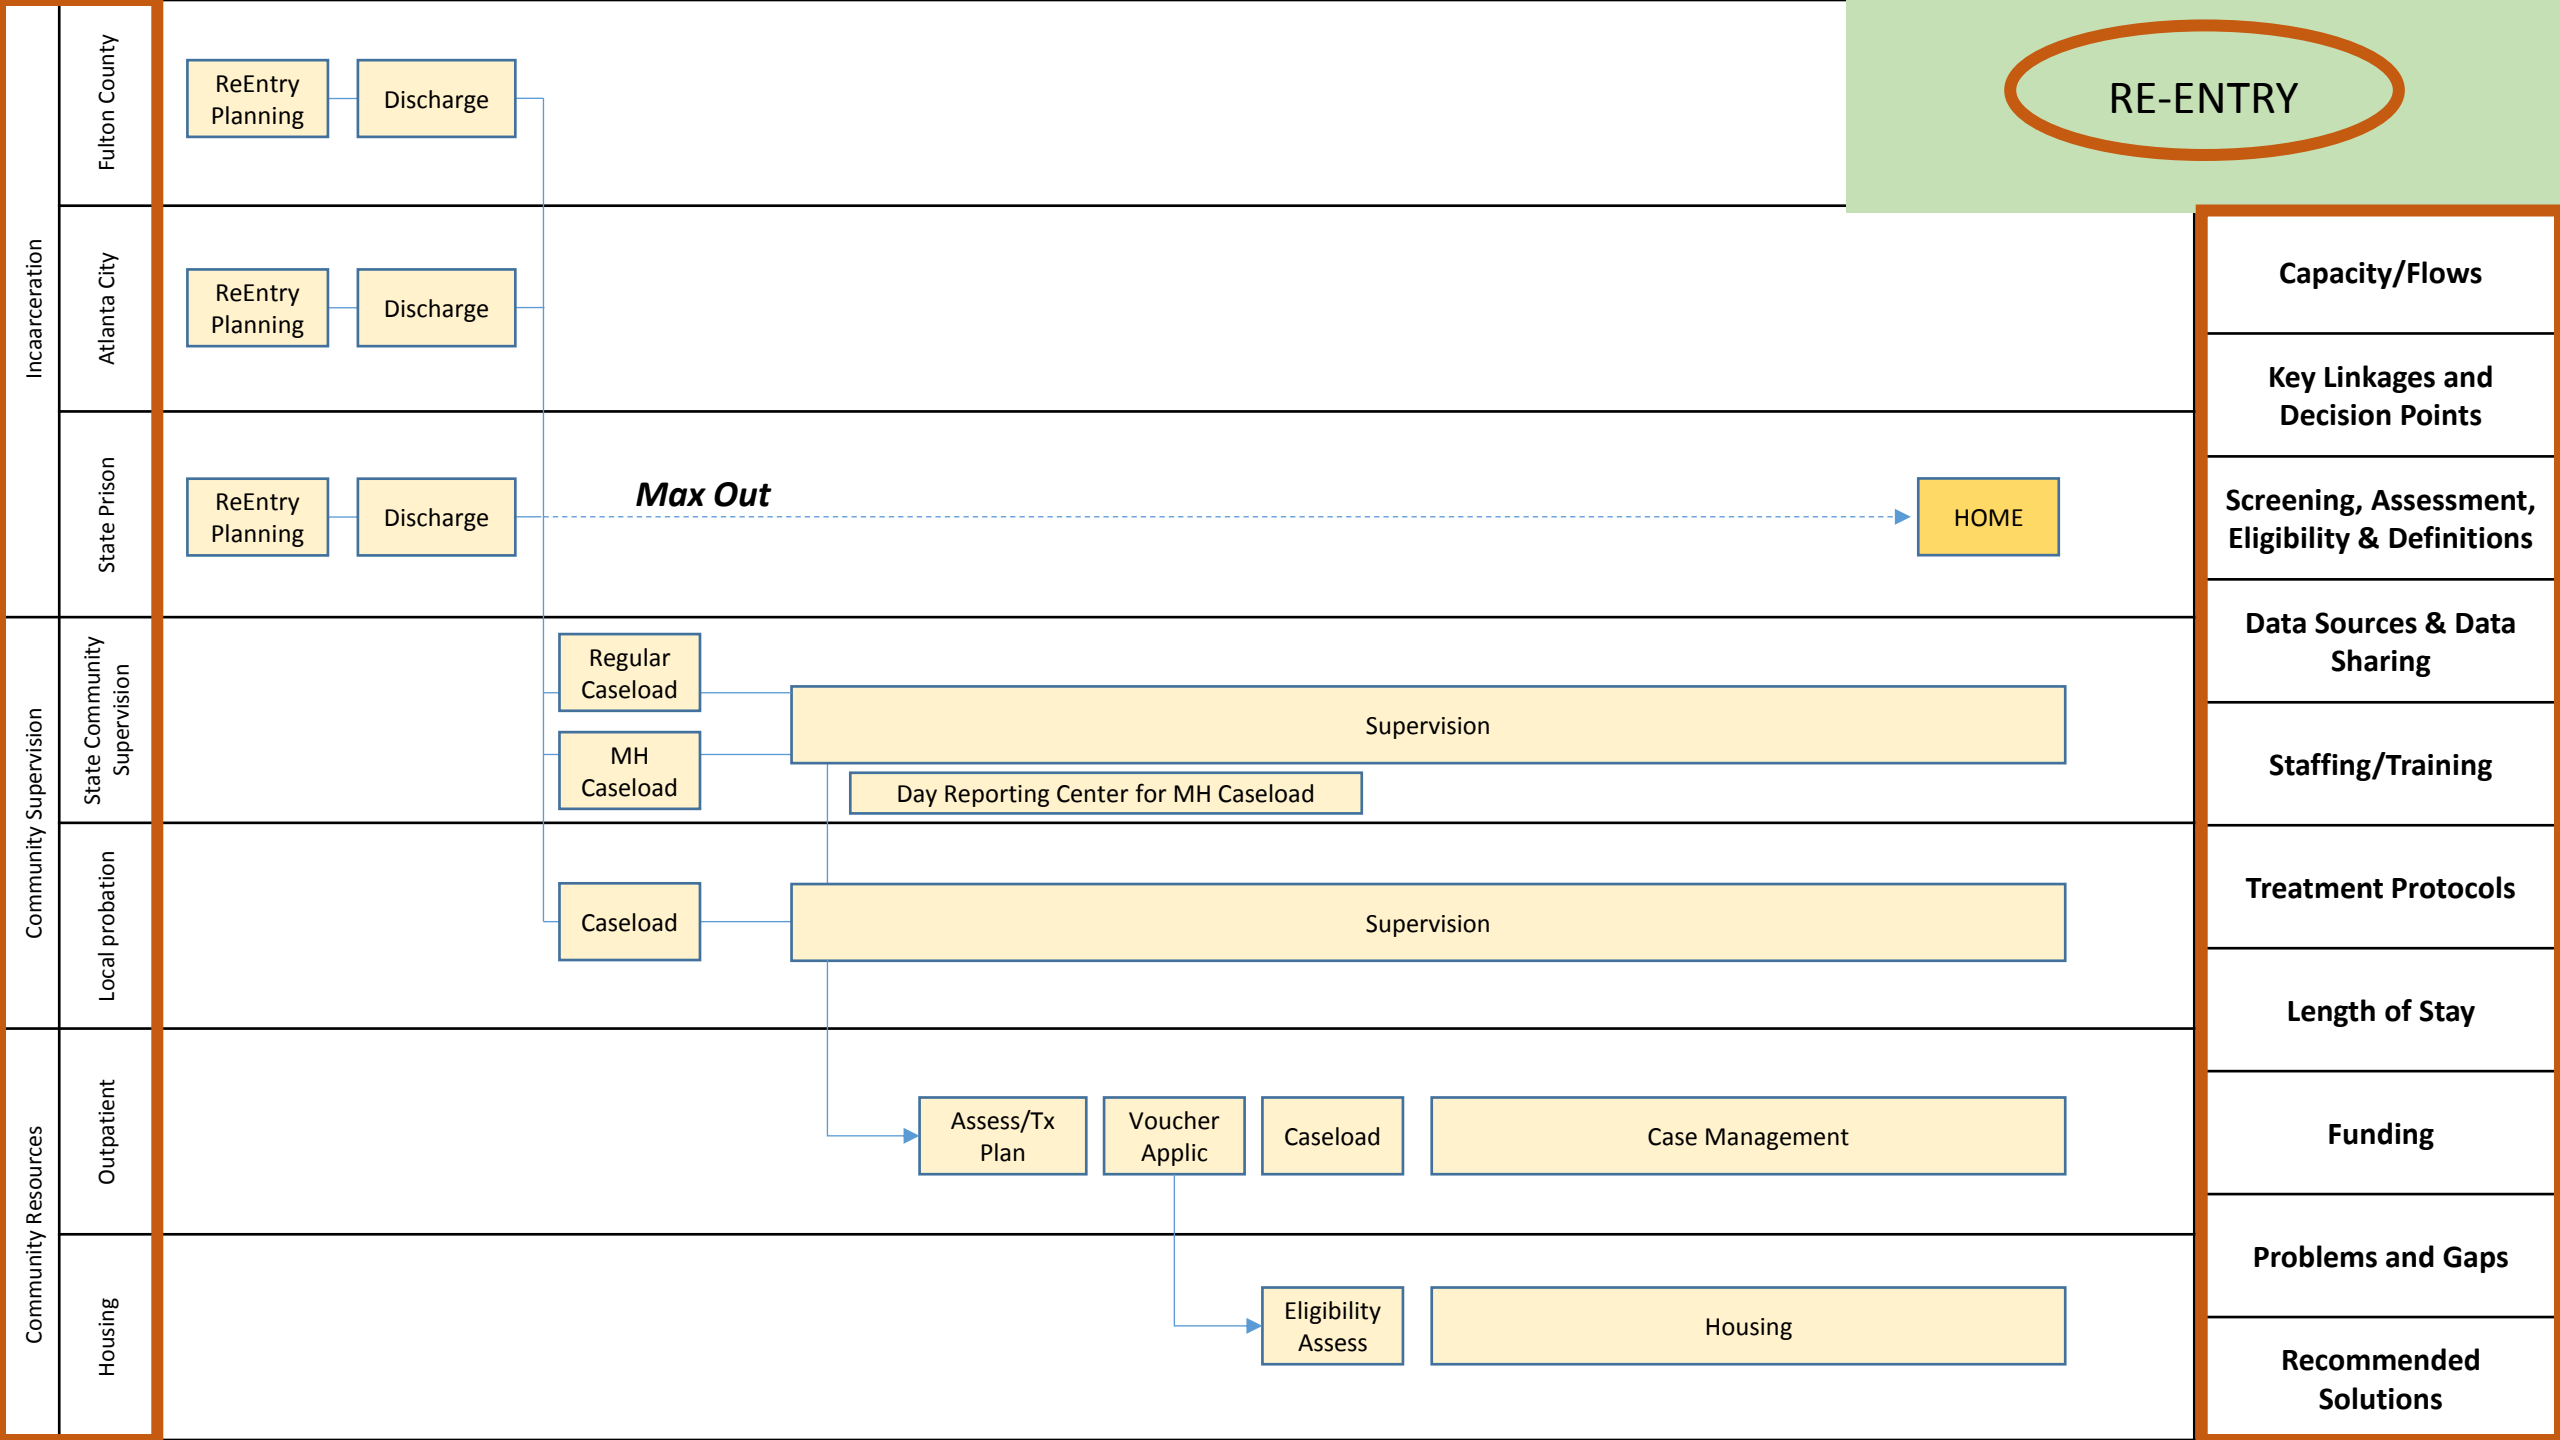 RE-ENTRY
Incarceration
Fulton County
ReEntry
Planning
Discharge
Atlanta City
ReEntry
Planning
Discharge
State Prison
ReEntry
Planning
Discharge
Max Out
HOME
Community Supervision
State Community
Supervision
Regular
Caseload
MH
Caseload
Supervision
Day Reporting Center for MH Caseload
Local probation
Caseload
Supervision
Community Resources
Outpatient
Assess/Tx
Plan
Voucher
Applic
Caseload
Case Management
Housing
Eligibility
Assess
Housing
Capacity/Flows
Key Linkages and
Decision Points
Screening, Assessment,
Eligibility & Definitions
Data Sources & Data
Sharing
Staffing/Training
Treatment Protocols
Length of Stay
Funding
Problems and Gaps
Recommended
Solutions